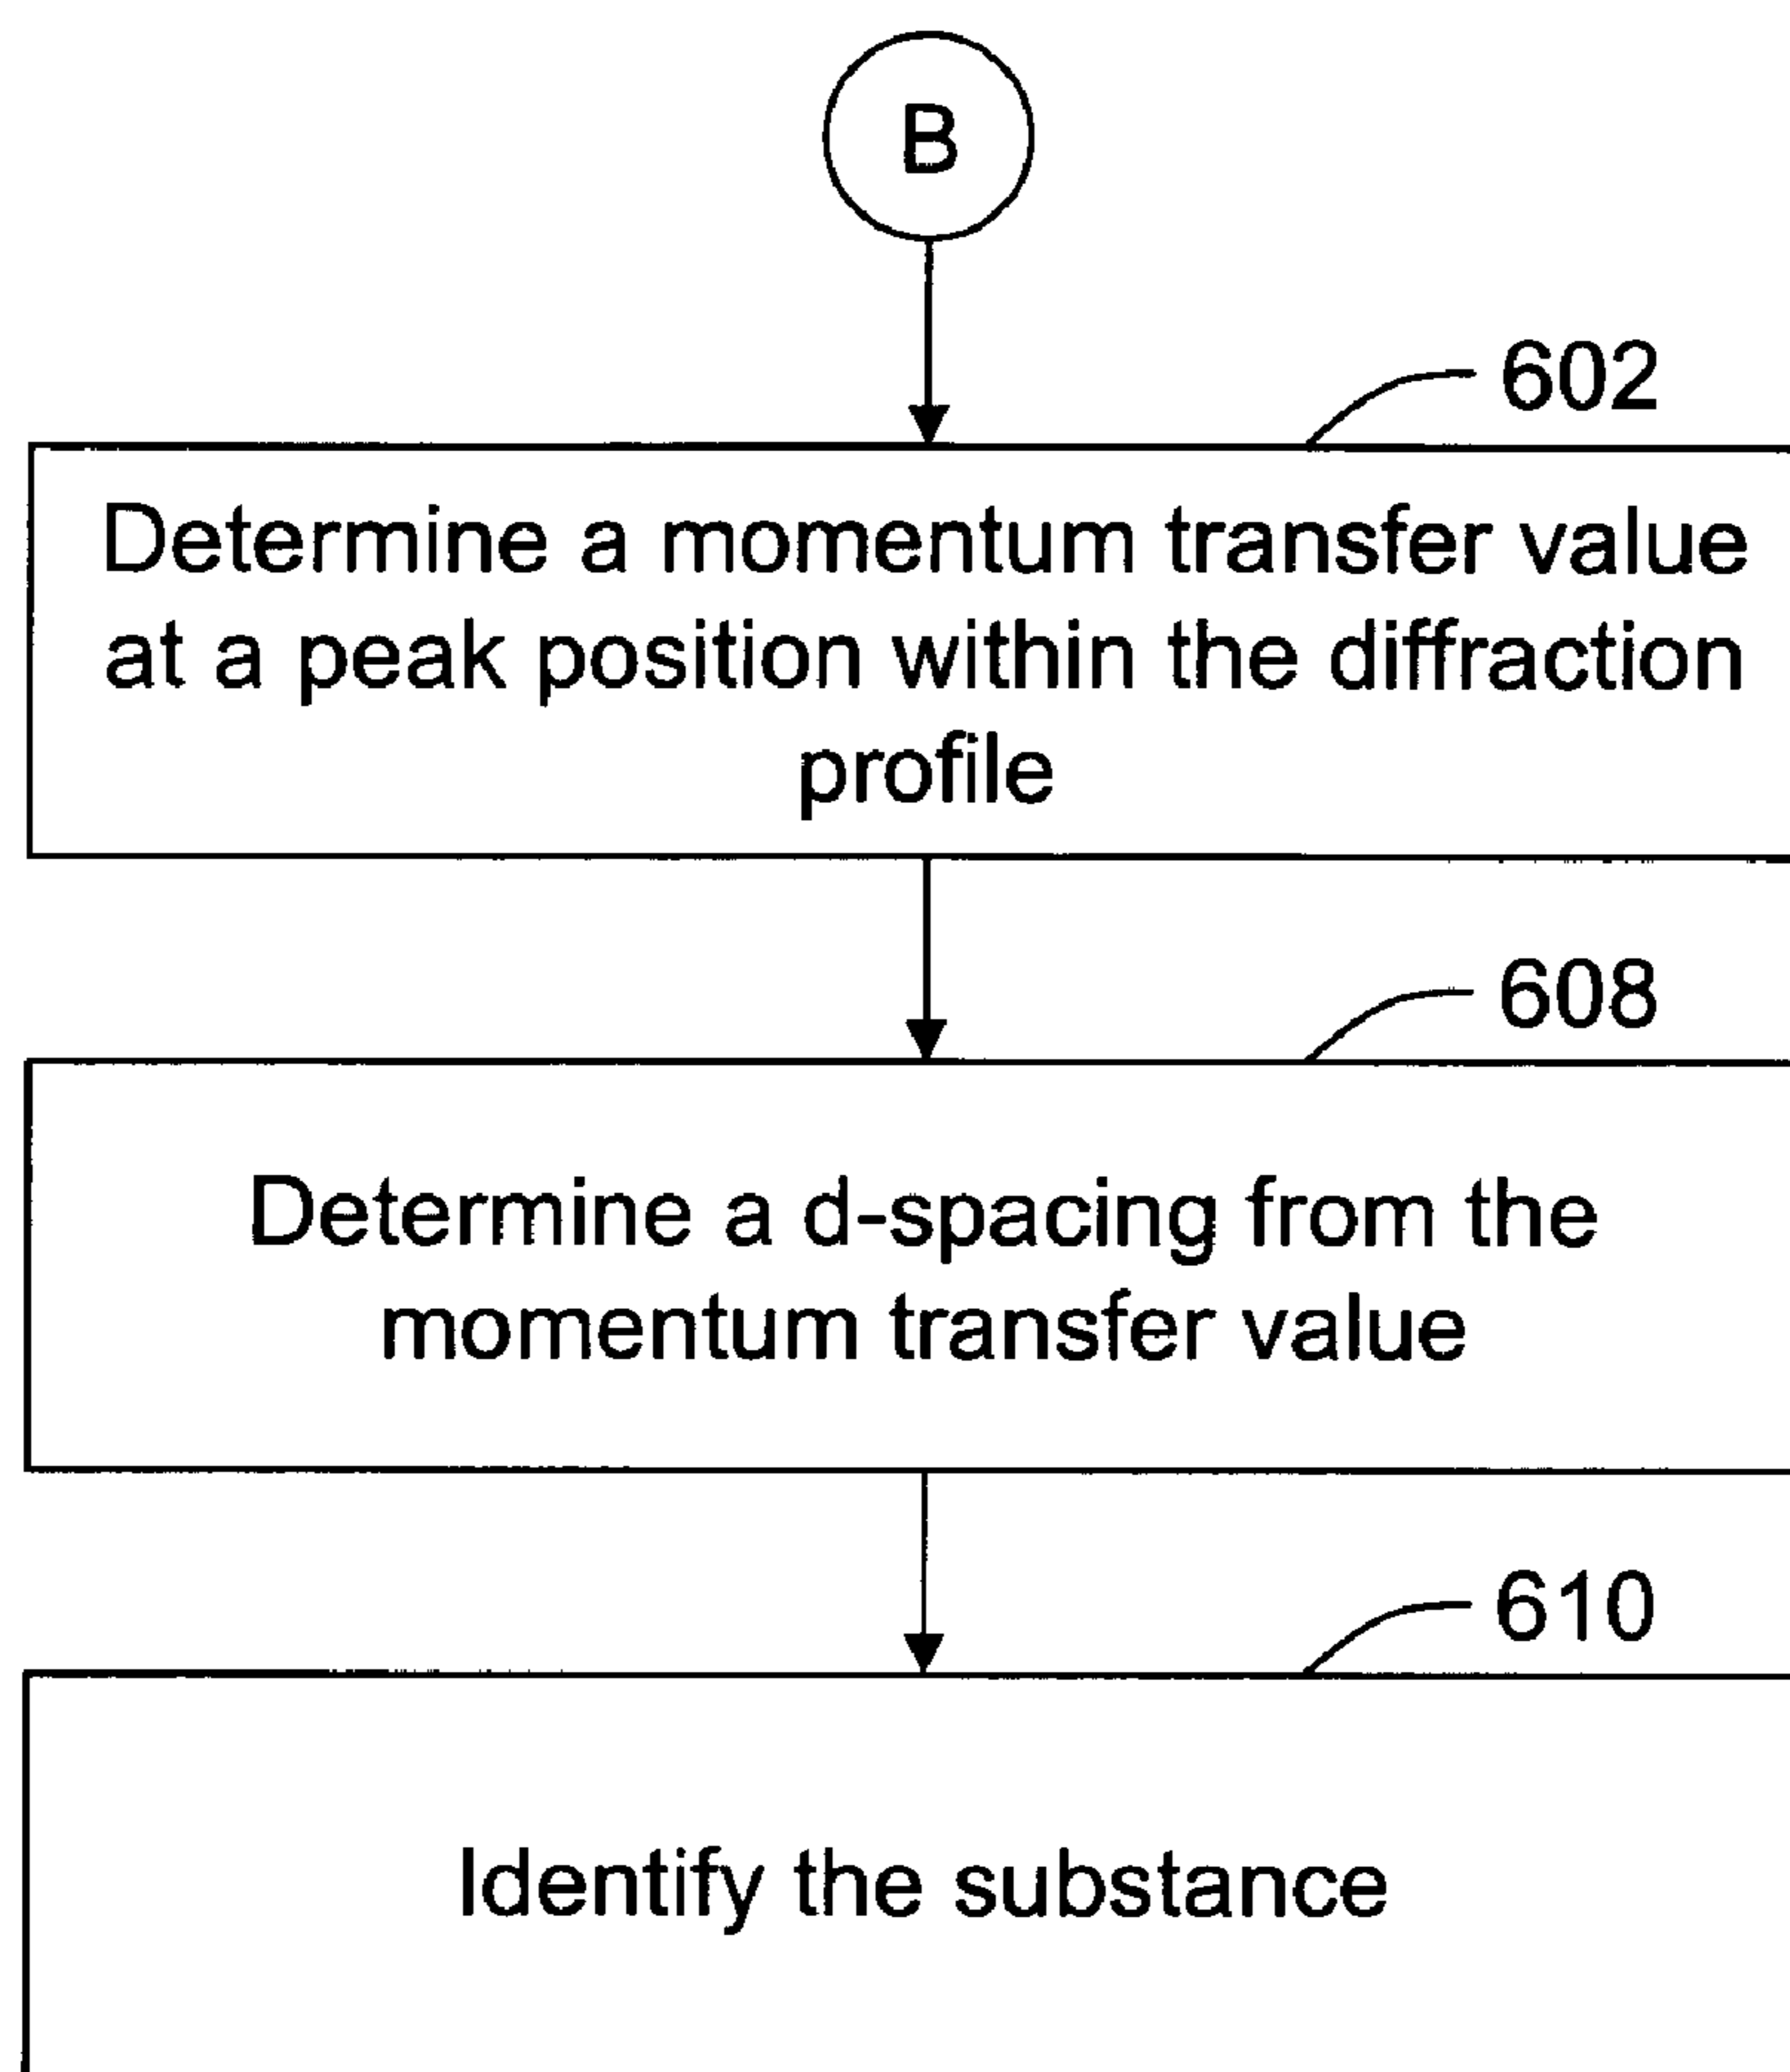 B
602
Determine a momentum transfer value
at a peak position within the diffraction
profile
608
Determine a d-spacing from the
momentum transfer value
610
Identify the substance